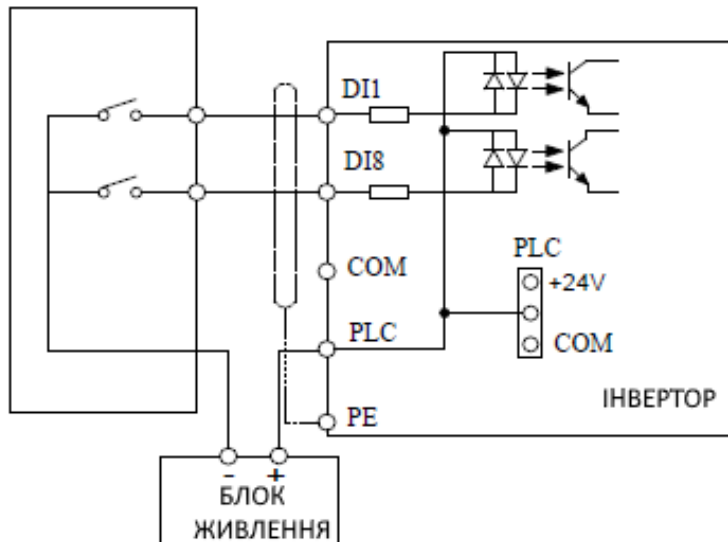 DI1
DI8
COM
PLC
PE
PLC
+24V
COM
ІНВЕРТОР
- +
БЛОК
ЖИВЛЕННЯ